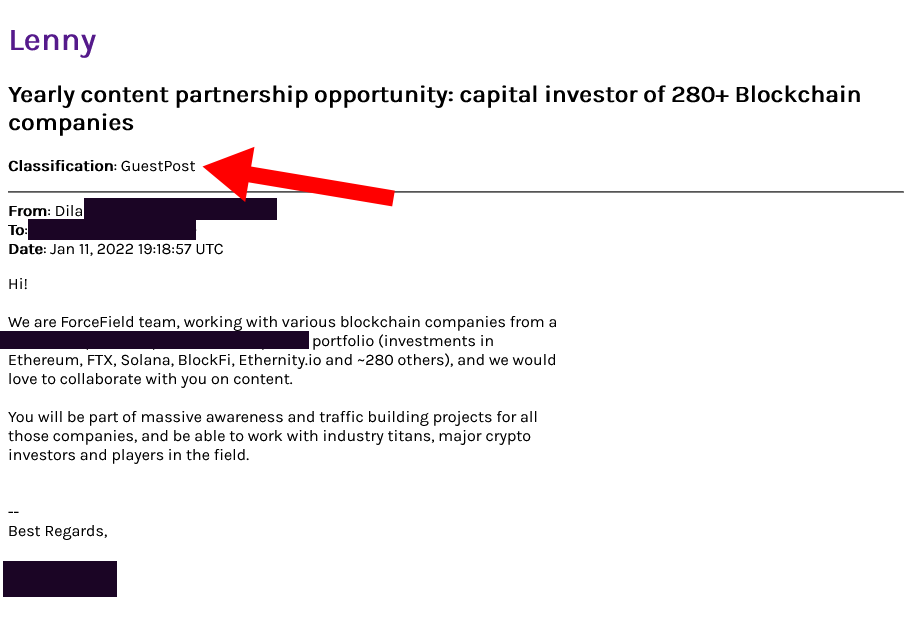 Lenny
Yearly content partnership opportunity: capital investor of 280+ Blockchain
companies
Classification: GuestPost
From: Dila
To:
Date: Jan 11, 2022 19:18:57 UTC
Hi!
We are ForceField team, working with various blockchain companies from a
portfolio (investments in
Ethereum, FTX, Solana, BlockFi, Ethernity.io and ~280 others), and we would
love to collaborate with you on content.
You will be part of massive awareness and traffic building projects for all
those companies, and be able to work with industry titans, major crypto
investors and players in the field.
--
Best Regards,